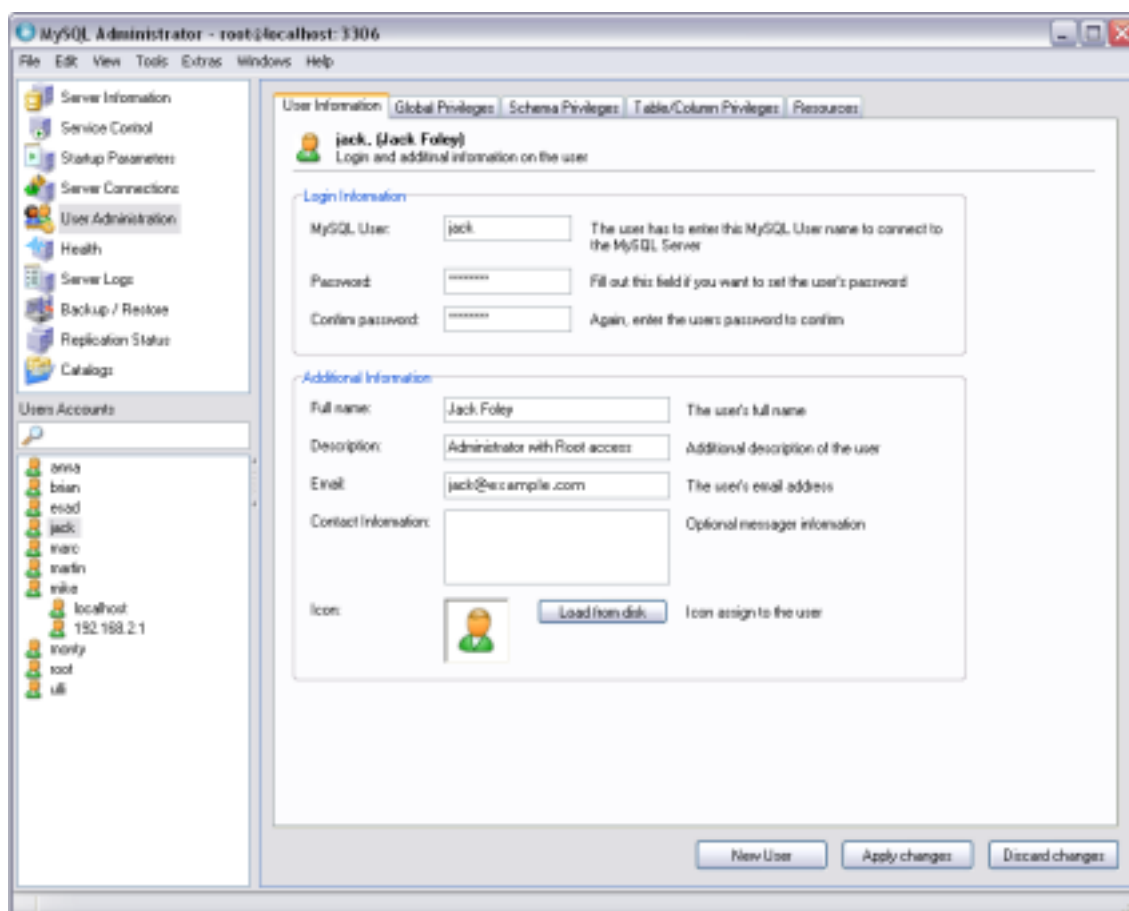 MySQL Administrator - root@localhost:3306
File Edit View Tools Extras Windows Help
Server Information
Service Control
Startup Parameters
Server Connections
User Administration
Health
Server Logs
Backup / Restore
Replication Status
Catalogs
Users Accounts
anna
brian
esad
jack
marc
martin
mike
localhost
192.168.2.1
monty
root
ulli
User Information Global Privileges Schema Privileges Table/Column Privileges Resources
jack, (Jack Foley)
Login and additinal information on the user
Login Information
MySQL User: jack The user has to enter this MySQL User name to connect to
the MySQL Server
Password: ******** Fill out this field if you want to set the user's password
Confirm password: ******** Again, enter the users password to confirm
Additional Information
Full name: Jack Foley The user's full name
Description: Administrator with Root access Additional description of the user
Email: jack@example.com The user's email address
Contact Information: Optional messager information
Icon: Load from disk Icon assign to the user
New User Apply changes Discard changes